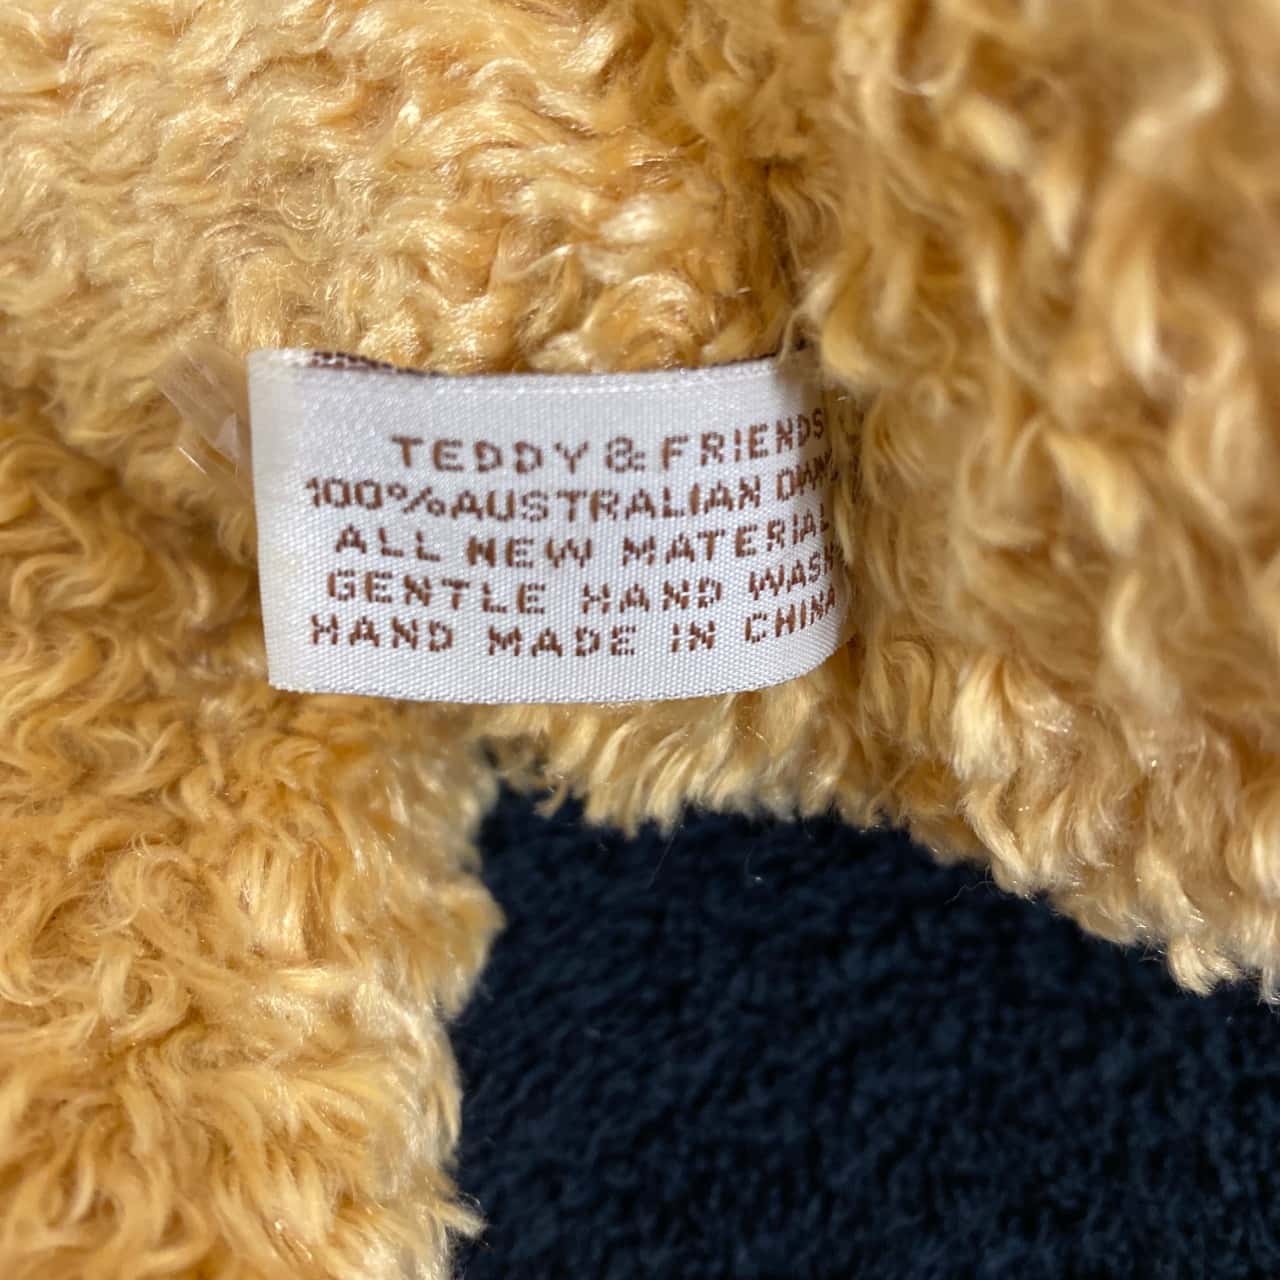 TEDDY & FRIENDS
100% AUSTRALIAN
ALL NEW MATERIAL
GENTLE HAND WASH
HAND MADE IN CHINA